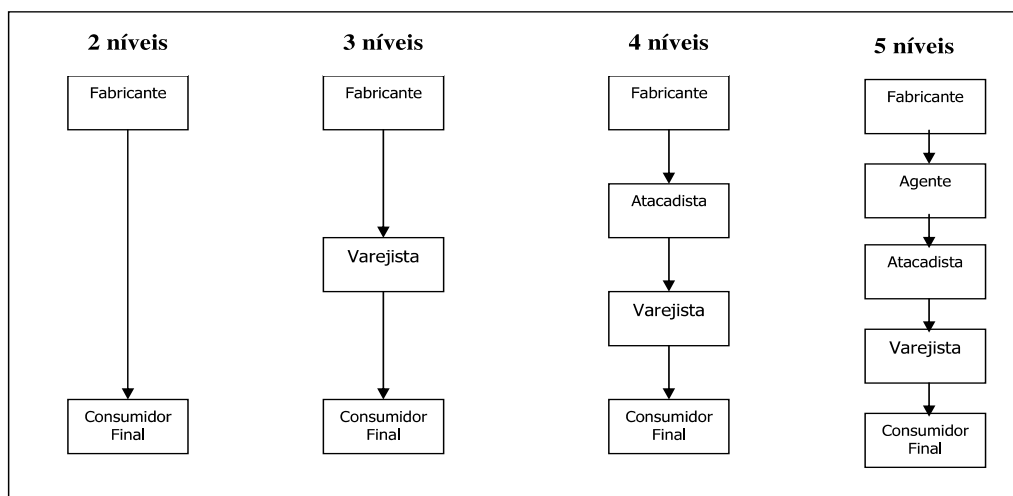 2 níveis
Fabricante
Consumidor
Final
3 níveis
Fabricante
Varejista
Consumidor
Final
4 níveis
Fabricante
Atacadista
Varejista
Consumidor
Final
5 níveis
Fabricante
Agente
Atacadista
Varejista
Consumidor
Final